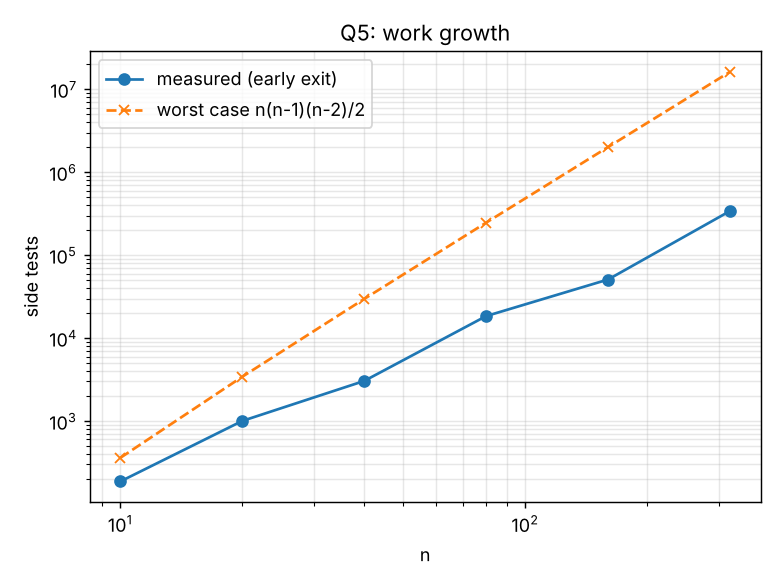 Q5: work growth
measured (early exit)
worst case n(n-1)(n-2)/2
10⁷
10⁶
10⁵
10⁴
10³
side tests
10¹
10²
n